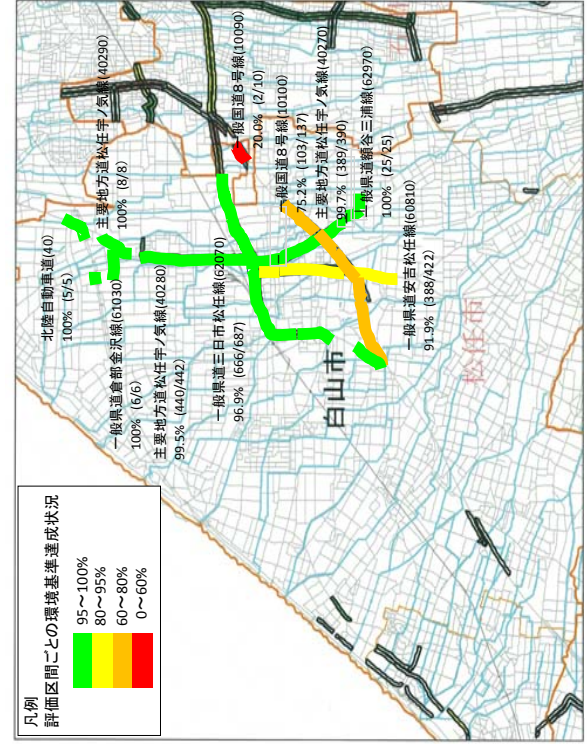 凡例
評価区間ごとの環境基準達成状況
95～100%
80～95%
60～80%
0～60%
北陸自動車道(40)
100% (5/5)
主要地方道松任宇ノ気線(40290)
100% (8/8)
一般県道倉部金沢線(61030)
100% (6/6)
主要地方道松任宇ノ気線(40280)
99.5% (440/442)
一般県道三日市松任線(62070)
96.9% (666/687)
一般国道8号線(10090)
20.0% (2/10)
一般国道8号線(10100)
75.2% (103/137)
主要地方道松任宇ノ気線(40270)
99.7% (389/390)
一般県道額谷三浦線(62970)
100% (25/25)
一般県道安吉松任線(60810)
91.9% (388/422)
白山市
松任市